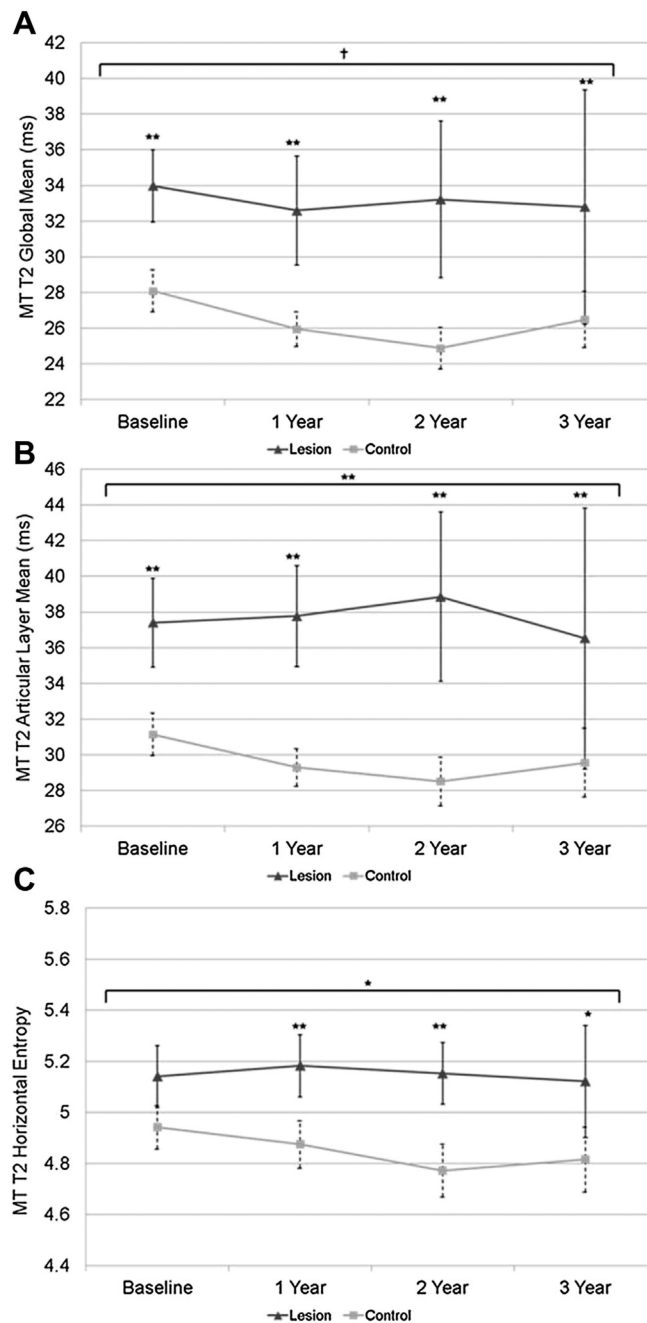 A
MT T2 Global Mean (ms)
42
40
38
36
34
32
30
28
26
24
22
†
** ** ** **
Baseline 1 Year 2 Year 3 Year
Lesion Control
B
MT T2 Articular Layer Mean (ms)
46
44
42
40
38
36
34
32
30
28
26
**
** ** ** **
Baseline 1 Year 2 Year 3 Year
Lesion Control
C
MT T2 Horizontal Entropy
5.8
5.6
5.4
5.2
5
4.8
4.6
4.4
*
** ** *
Baseline 1 Year 2 Year 3 Year
Lesion Control